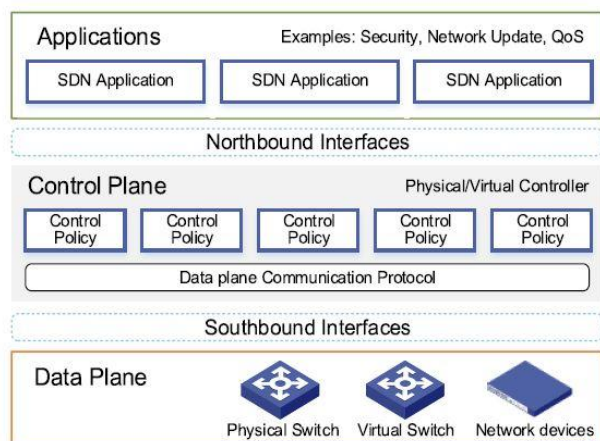 Applications
Examples: Security, Network Update, QoS
SDN Application
SDN Application
SDN Application
Northbound Interfaces
Control Plane
Physical/Virtual Controller
Control
Policy
Control
Policy
Control
Policy
Control
Policy
Control
Policy
Data plane Communication Protocol
Southbound Interfaces
Data Plane
Physical Switch
Virtual Switch
Network devices